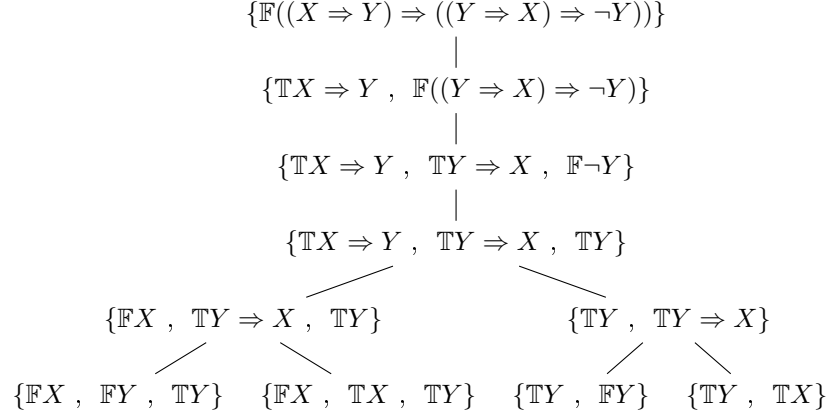 {𝔽((X ⇒ Y) ⇒ ((Y ⇒ X) ⇒ ¬Y))}
{𝕋X ⇒ Y , 𝔽((Y ⇒ X) ⇒ ¬Y)}
{𝕋X ⇒ Y , 𝕋Y ⇒ X , 𝔽¬Y}
{𝕋X ⇒ Y , 𝕋Y ⇒ X , 𝕋Y}
{𝔽X , 𝕋Y ⇒ X , 𝕋Y} {𝕋Y , 𝕋Y ⇒ X}
{𝔽X , 𝔽Y , 𝕋Y} {𝔽X , 𝕋X , 𝕋Y} {𝕋Y , 𝔽Y} {𝕋Y , 𝕋X}